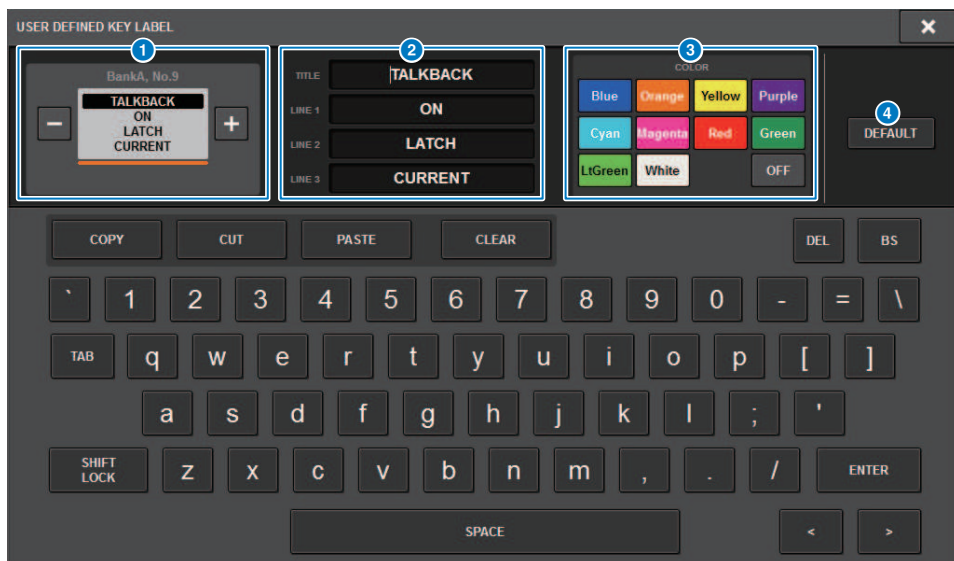 USER DEFINED KEY LABEL ×
1 2 3 4
BankA, No.9
TALKBACK
ON
LATCH
CURRENT
− +
TITLE TALKBACK
LINE 1 ON
LINE 2 LATCH
LINE 3 CURRENT
COLOR
Blue Orange Yellow Purple
Cyan Magenta Red Green
LtGreen White OFF
DEFAULT
COPY CUT PASTE CLEAR DEL BS
` 1 2 3 4 5 6 7 8 9 0 - = \
TAB q w e r t y u i o p [ ]
a s d f g h j k l ; '
SHIFT LOCK z x c v b n m , . / ENTER
SPACE < >